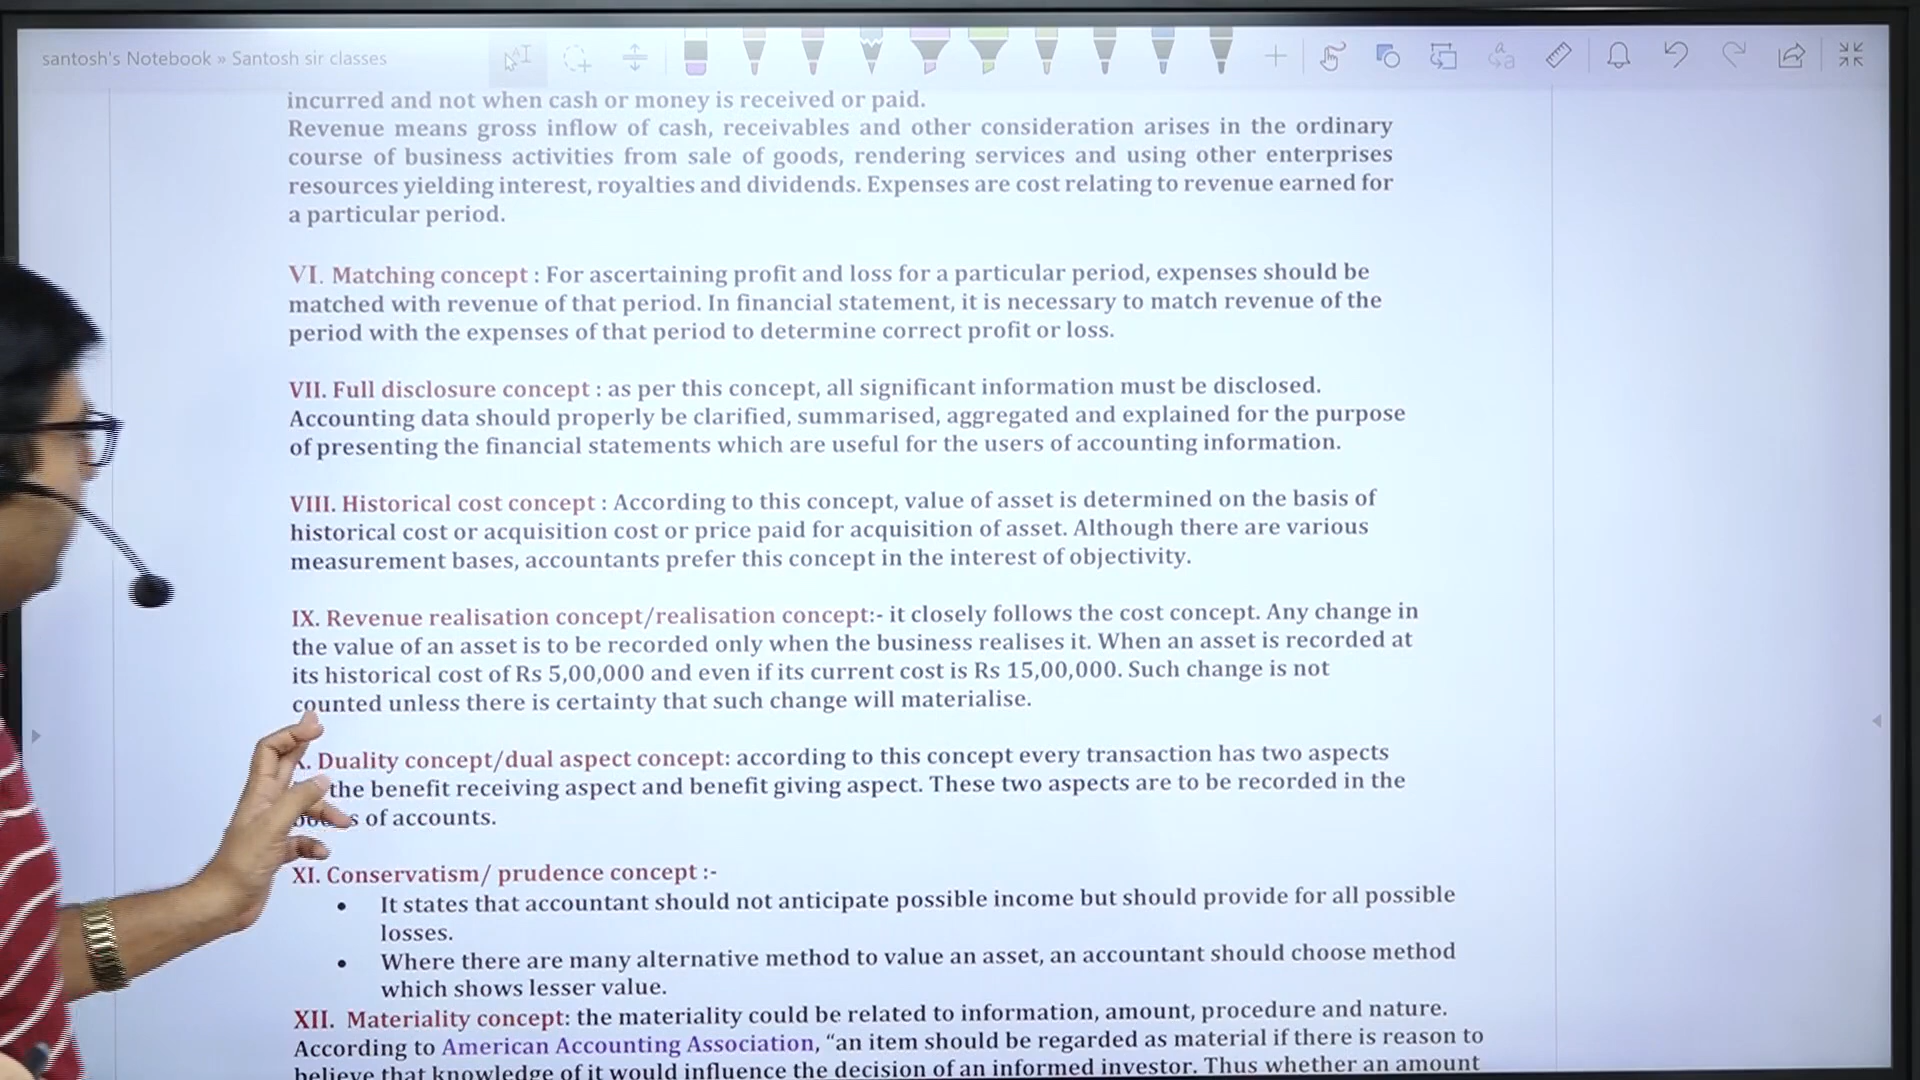 santosh's Notebook » Santosh sir classes
incurred and not when cash or money is received or paid.
Revenue means gross inflow of cash, receivables and other consideration arises in the ordinary
course of business activities from sale of goods, rendering services and using other enterprises
resources yielding interest, royalties and dividends. Expenses are cost relating to revenue earned for
a particular period.
VI. Matching concept : For ascertaining profit and loss for a particular period, expenses should be
matched with revenue of that period. In financial statement, it is necessary to match revenue of the
period with the expenses of that period to determine correct profit or loss.
VII. Full disclosure concept : as per this concept, all significant information must be disclosed.
Accounting data should properly be clarified, summarised, aggregated and explained for the purpose
of presenting the financial statements which are useful for the users of accounting information.
VIII. Historical cost concept : According to this concept, value of asset is determined on the basis of
historical cost or acquisition cost or price paid for acquisition of asset. Although there are various
measurement bases, accountants prefer this concept in the interest of objectivity.
IX. Revenue realisation concept/realisation concept:- it closely follows the cost concept. Any change in
the value of an asset is to be recorded only when the business realises it. When an asset is recorded at
its historical cost of Rs 5,00,000 and even if its current cost is Rs 15,00,000. Such change is not
counted unless there is certainty that such change will materialise.
Duality concept/dual aspect concept: according to this concept every transaction has two aspects
the benefit receiving aspect and benefit giving aspect. These two aspects are to be recorded in the
of accounts.
XI. Conservatism/ prudence concept :-
• It states that accountant should not anticipate possible income but should provide for all possible
losses.
• Where there are many alternative method to value an asset, an accountant should choose method
which shows lesser value.
XII. Materiality concept: the materiality could be related to information, amount, procedure and nature.
According to American Accounting Association, “an item should be regarded as material if there is reason to
believe that knowledge of it would influence the decision of an informed investor. Thus whether an amount